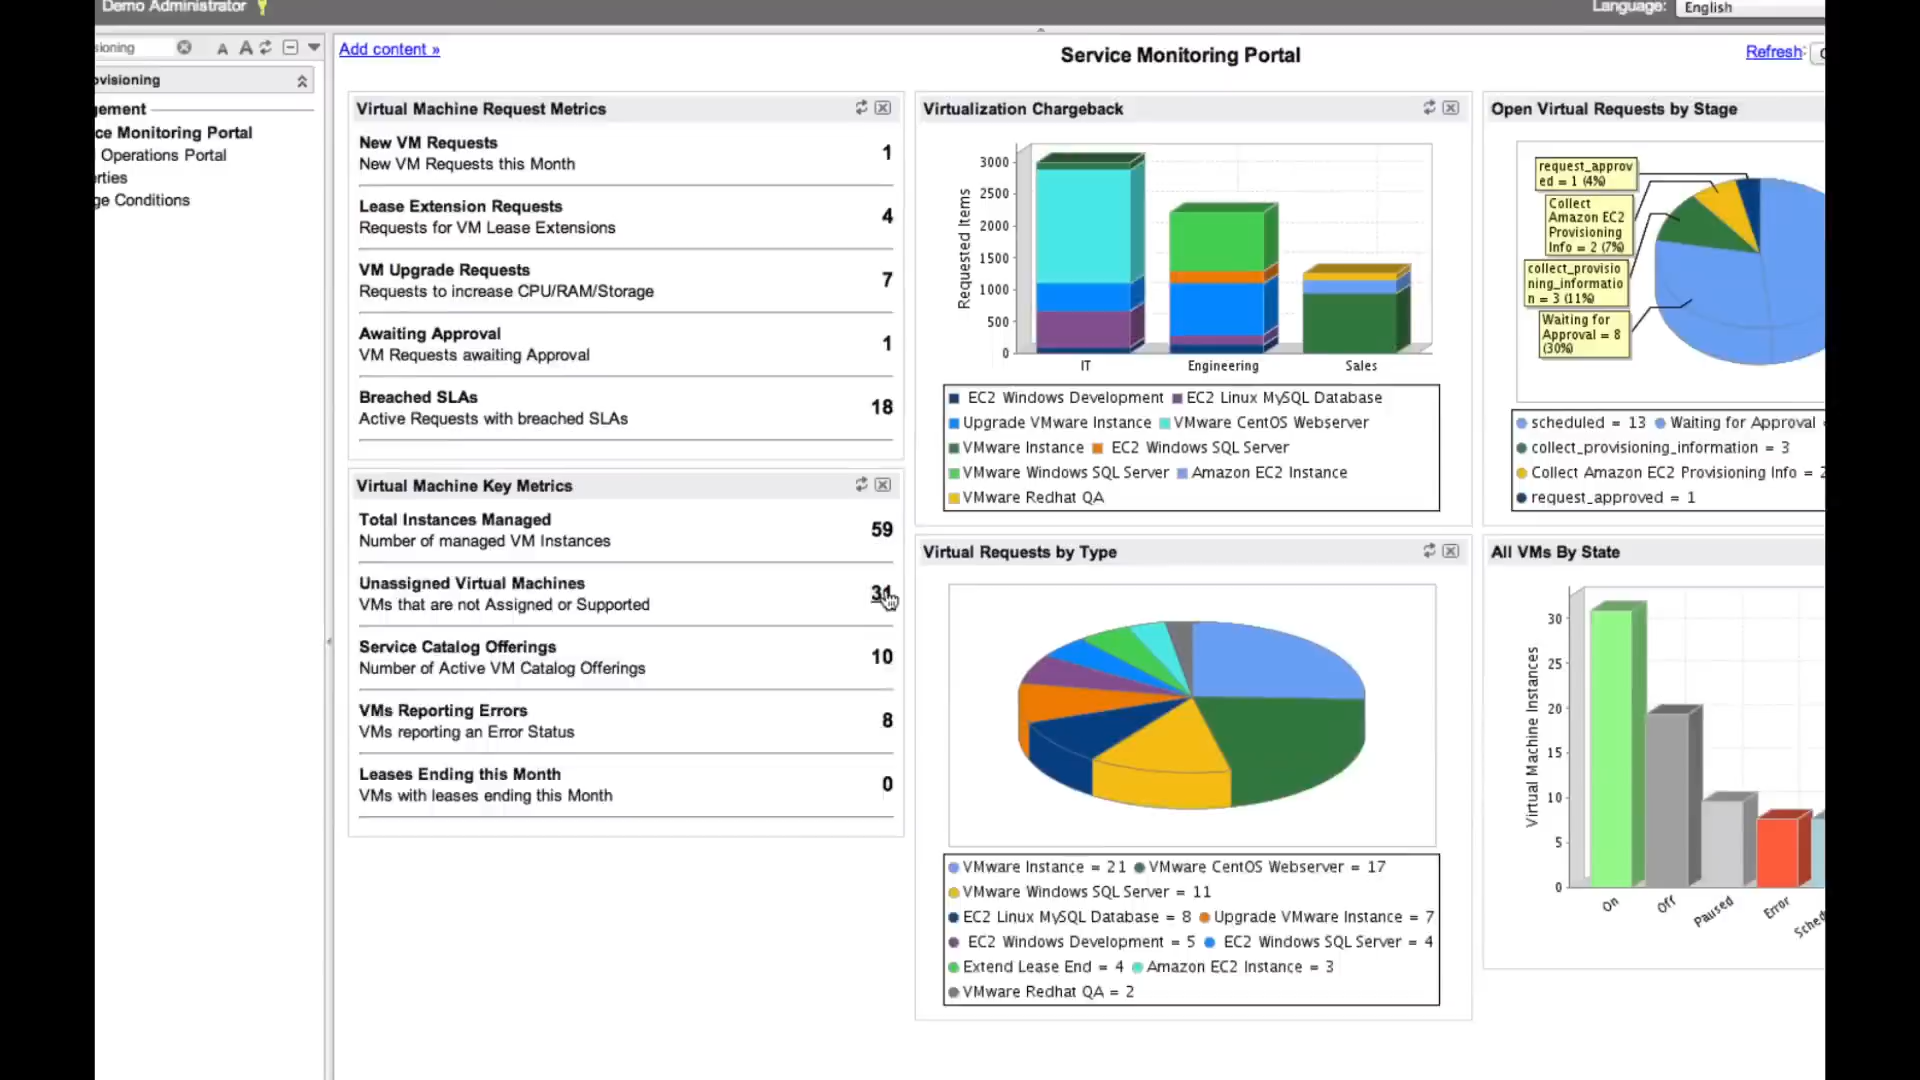 Demo Administrator
Language:
English
sioning
A A
ovisioning
gement
ce Monitoring Portal
Operations Portal
rties
ge Conditions
Add content »
Service Monitoring Portal
Refresh:
Virtual Machine Request Metrics
New VM Requests
New VM Requests this Month
1
Lease Extension Requests
Requests for VM Lease Extensions
4
VM Upgrade Requests
Requests to increase CPU/RAM/Storage
7
Awaiting Approval
VM Requests awaiting Approval
1
Breached SLAs
Active Requests with breached SLAs
18
Virtual Machine Key Metrics
Total Instances Managed
Number of managed VM Instances
59
Unassigned Virtual Machines
VMs that are not Assigned or Supported
31
Service Catalog Offerings
Number of Active VM Catalog Offerings
10
VMs Reporting Errors
VMs reporting an Error Status
8
Leases Ending this Month
VMs with leases ending this Month
0
Virtualization Chargeback
Requested Items
3000
2500
2000
1500
1000
500
0
IT Engineering Sales
EC2 Windows Development EC2 Linux MySQL Database
Upgrade VMware Instance VMware CentOS Webserver
VMware Instance EC2 Windows SQL Server
VMware Windows SQL Server Amazon EC2 Instance
VMware Redhat QA
Virtual Requests by Type
VMware Instance = 21 VMware CentOS Webserver = 17
VMware Windows SQL Server = 11
EC2 Linux MySQL Database = 8 Upgrade VMware Instance = 7
EC2 Windows Development = 5 EC2 Windows SQL Server = 4
Extend Lease End = 4 Amazon EC2 Instance = 3
VMware Redhat QA = 2
Open Virtual Requests by Stage
request_approv
ed = 1 (4%)
Collect
Amazon EC2
Provisioning
Info = 2 (7%)
collect_provisio
ning_informatio
n = 3 (11%)
Waiting for
Approval = 8
(30%)
scheduled = 13 Waiting for Approval
collect_provisioning_information = 3
Collect Amazon EC2 Provisioning Info = 2
request_approved = 1
All VMs By State
Virtual Machine Instances
30
25
20
15
10
5
0
On Off Paused Error Sched